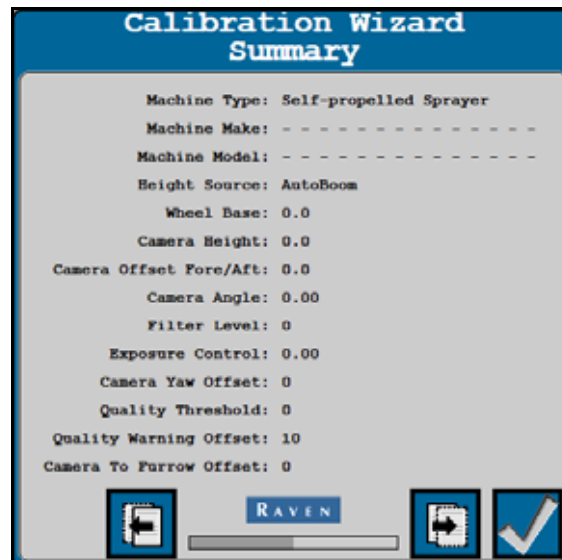 Calibration Wizard
Summary
Machine Type: Self-propelled Sprayer
Machine Make: - - - - - - - - - - - - - -
Machine Model: - - - - - - - - - - - - - -
Height Source: AutoBoom
Wheel Base: 0.0
Camera Height: 0.0
Camera Offset Fore/Aft: 0.0
Camera Angle: 0.00
Filter Level: 0
Exposure Control: 0.00
Camera Yaw Offset: 0
Quality Threshold: 0
Quality Warning Offset: 10
Camera To Furrow Offset: 0
RAVEN